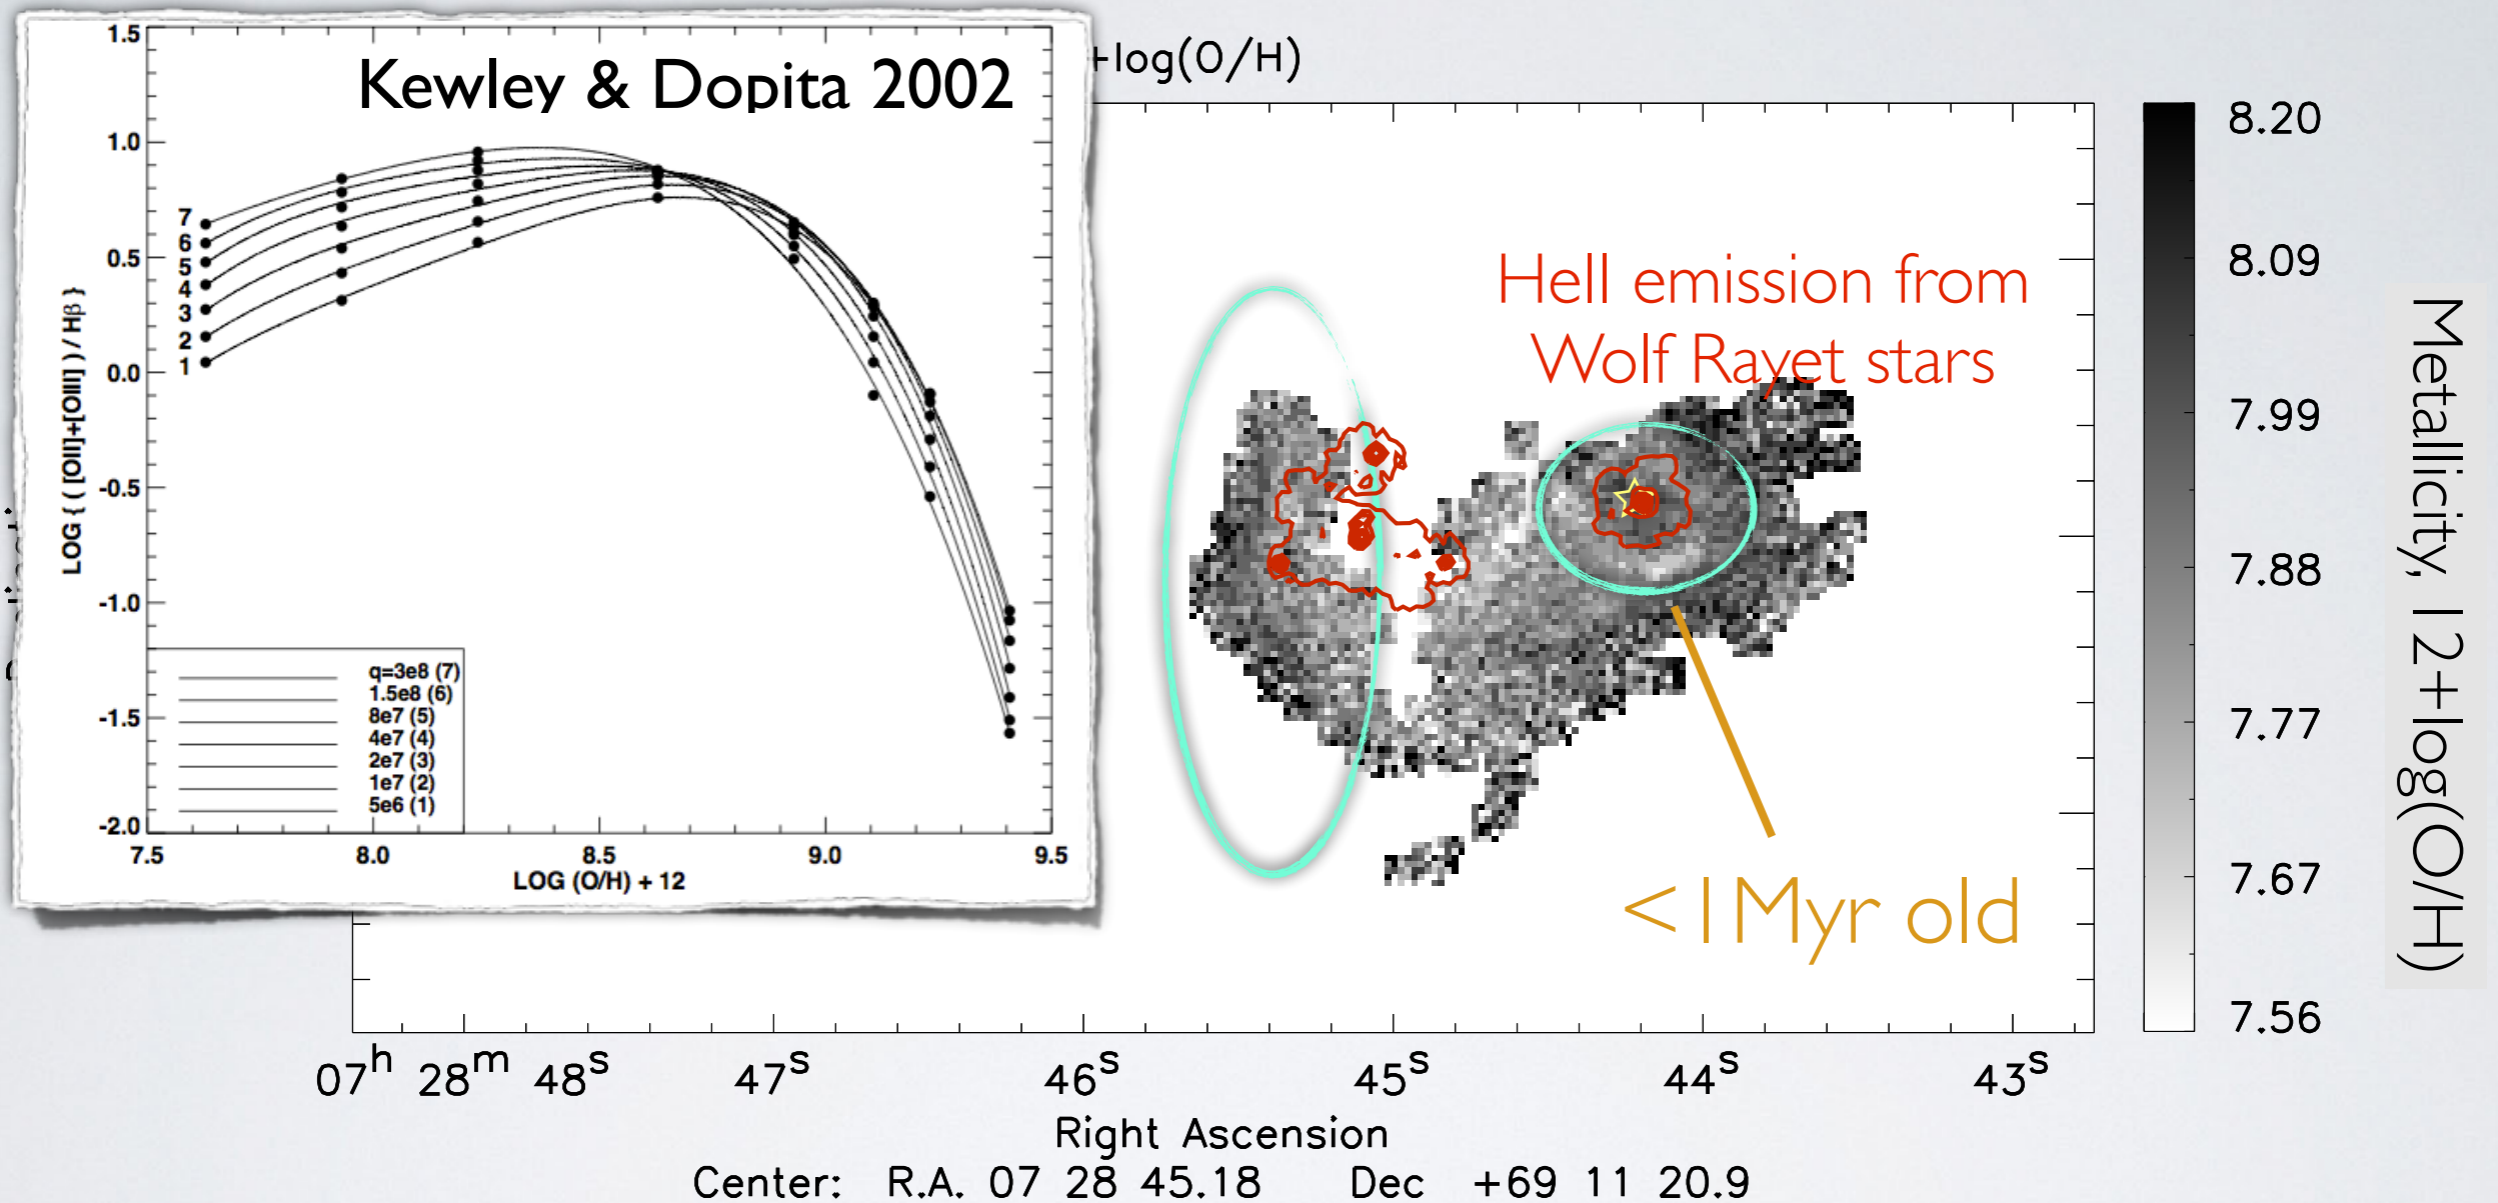 Kewley & Dopita 2002
1.5
1.0
0.5
0.0
-0.5
-1.0
-1.5
-2.0
LOG { ( [OII]+[OIII] ) / Hβ }
7
6
5
4
3
2
1
q=3e8 (7)
1.5e8 (6)
8e7 (5)
4e7 (4)
2e7 (3)
1e7 (2)
5e6 (1)
7.5 8.0 8.5 9.0 9.5
LOG (O/H) + 12
+log(O/H)
HeII emission from
Wolf Rayet stars
<1Myr old
8.20
8.09
7.99
7.88
7.77
7.67
7.56
Metallicity, 12+log(O/H)
07h 28m 48s 47s 46s 45s 44s 43s
Right Ascension
Center: R.A. 07 28 45.18 Dec +69 11 20.9